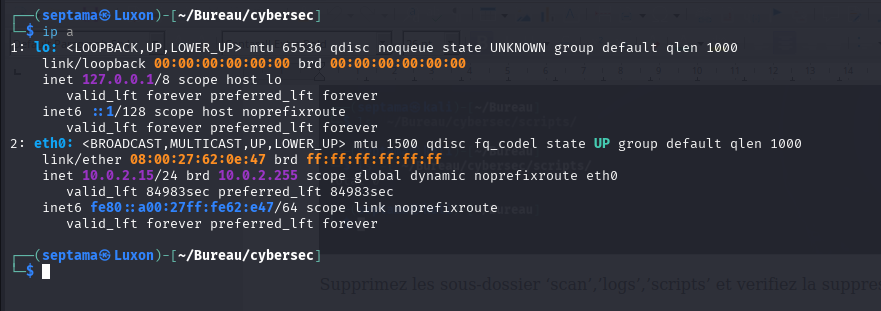 ┌──(septama㉿Luxon)-[~/Bureau/cybersec]
└─$ ip a
1: lo: <LOOPBACK,UP,LOWER_UP> mtu 65536 qdisc noqueue state UNKNOWN group default qlen 1000
    link/loopback 00:00:00:00:00:00 brd 00:00:00:00:00:00
    inet 127.0.0.1/8 scope host lo
       valid_lft forever preferred_lft forever
    inet6 ::1/128 scope host noprefixroute
       valid_lft forever preferred_lft forever
2: eth0: <BROADCAST,MULTICAST,UP,LOWER_UP> mtu 1500 qdisc fq_codel state UP group default qlen 1000
    link/ether 08:00:27:62:0e:47 brd ff:ff:ff:ff:ff:ff
    inet 10.0.2.15/24 brd 10.0.2.255 scope global dynamic noprefixroute eth0
       valid_lft 84983sec preferred_lft 84983sec
    inet6 fe80::a00:27ff:fe62:e47/64 scope link noprefixroute
       valid_lft forever preferred_lft forever
┌──(septama㉿Luxon)-[~/Bureau/cybersec]
└─$
Supprimez les sous-dossier 'scan','logs','scripts' et verifiez la suppres